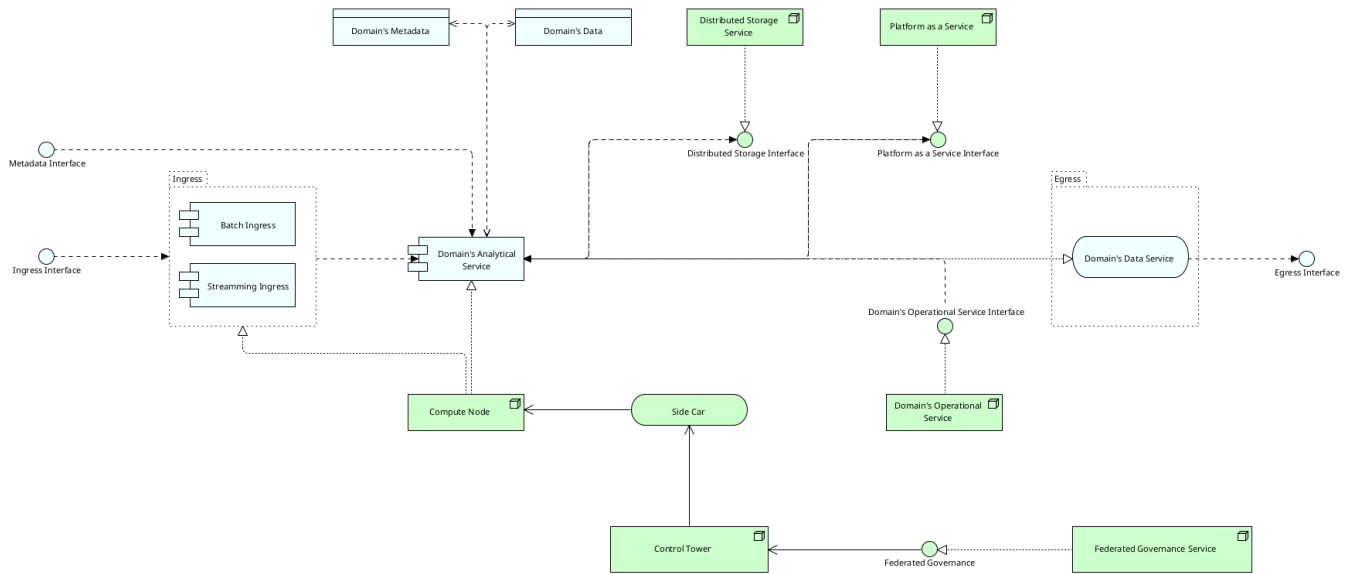 Domain's Metadata
Domain's Data
Distributed Storage
Service
Platform as a Service
Metadata Interface
Distributed Storage Interface
Platform as a Service Interface
Ingress
Egress
Batch Ingress
Ingress Interface
Streamming Ingress
Domain's Analytical
Service
Domain's Data Service
Egress Interface
Domain's Operational Service Interface
Compute Node
Side Car
Domain's Operational
Service
Control Tower
Federated Governance
Federated Governance Service